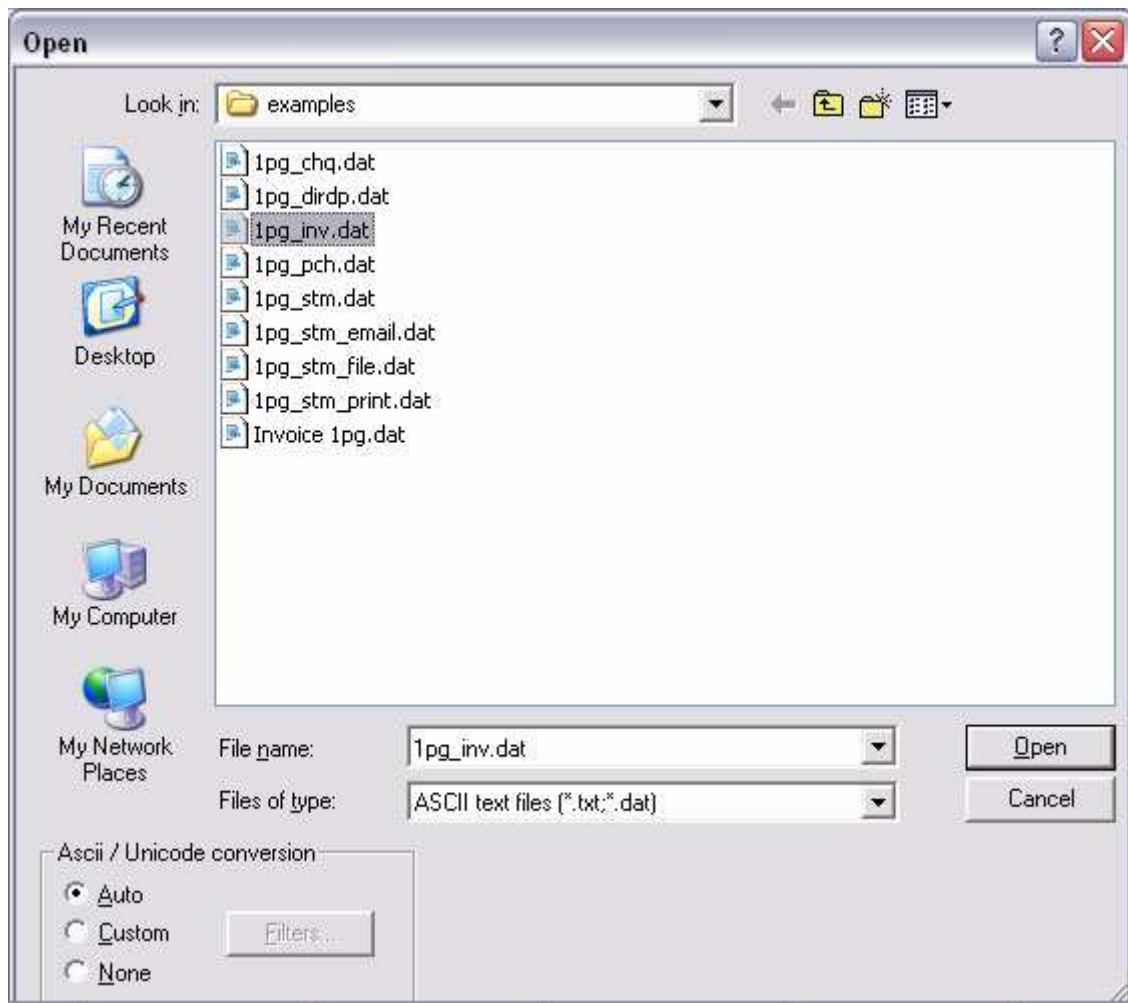 Open
Look in:
examples
1pg_chq.dat
1pg_dirdp.dat
1pg_inv.dat
1pg_pch.dat
1pg_stm.dat
1pg_stm_email.dat
1pg_stm_file.dat
1pg_stm_print.dat
Invoice 1pg.dat
My Recent
Documents
Desktop
My Documents
My Computer
My Network
Places
File name:
1pg_inv.dat
Open
Files of type:
ASCII text files (*.txt;*.dat)
Cancel
Ascii / Unicode conversion
Auto
Custom
Filters...
None